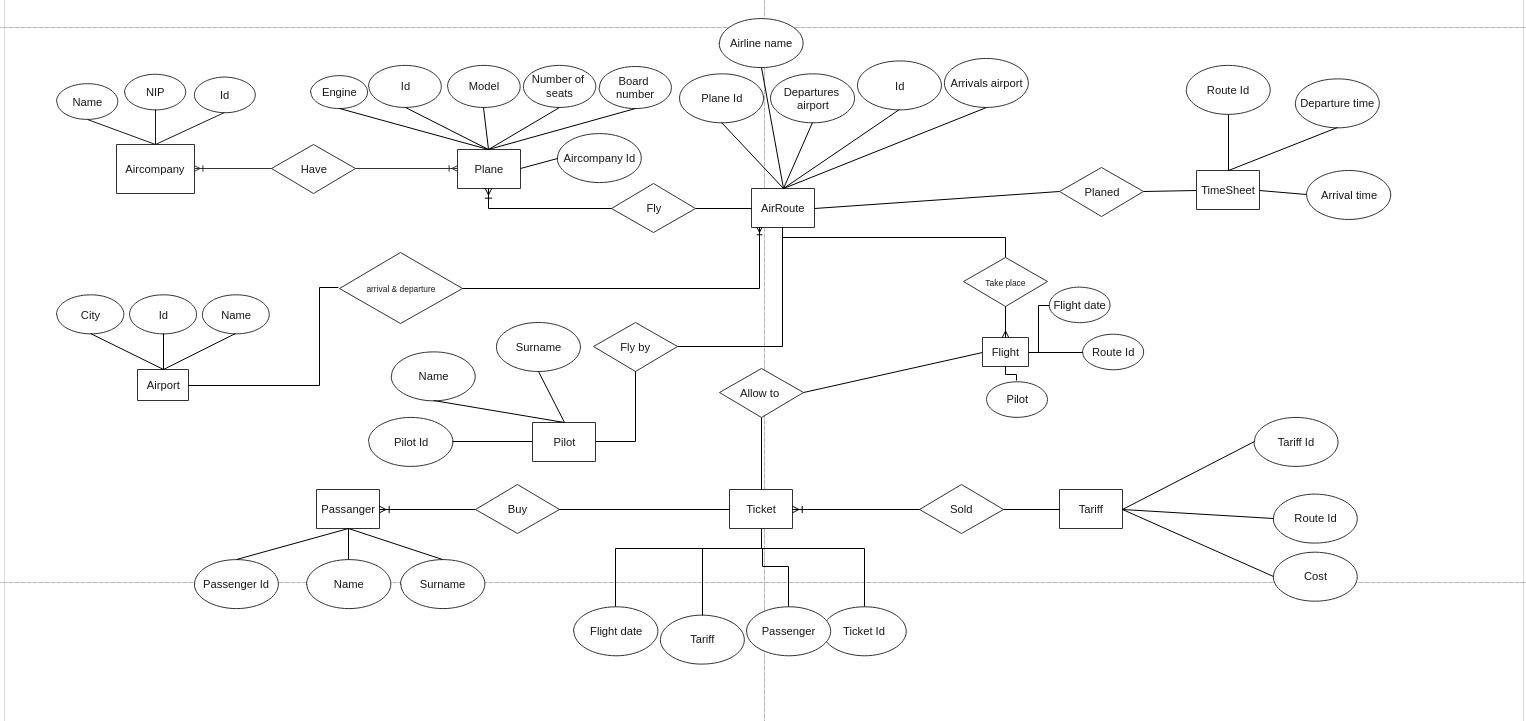 Airline name
Name
NIP
Id
Engine
Id
Model
Number of
seats
Board
number
Plane Id
Departures
airport
Id
Arrivals airport
Route Id
Departure time
Aircompany
Have
Plane
Aircompany Id
Fly
AirRoute
Planed
TimeSheet
Arrival time
arrival & departure
Take place
City
Id
Name
Flight date
Surname
Fly by
Flight
Route Id
Airport
Name
Allow to
Pilot
Pilot Id
Pilot
Tariff Id
Passanger
Buy
Ticket
Sold
Tariff
Route Id
Passenger Id
Name
Surname
Cost
Flight date
Tariff
Passenger
Ticket Id